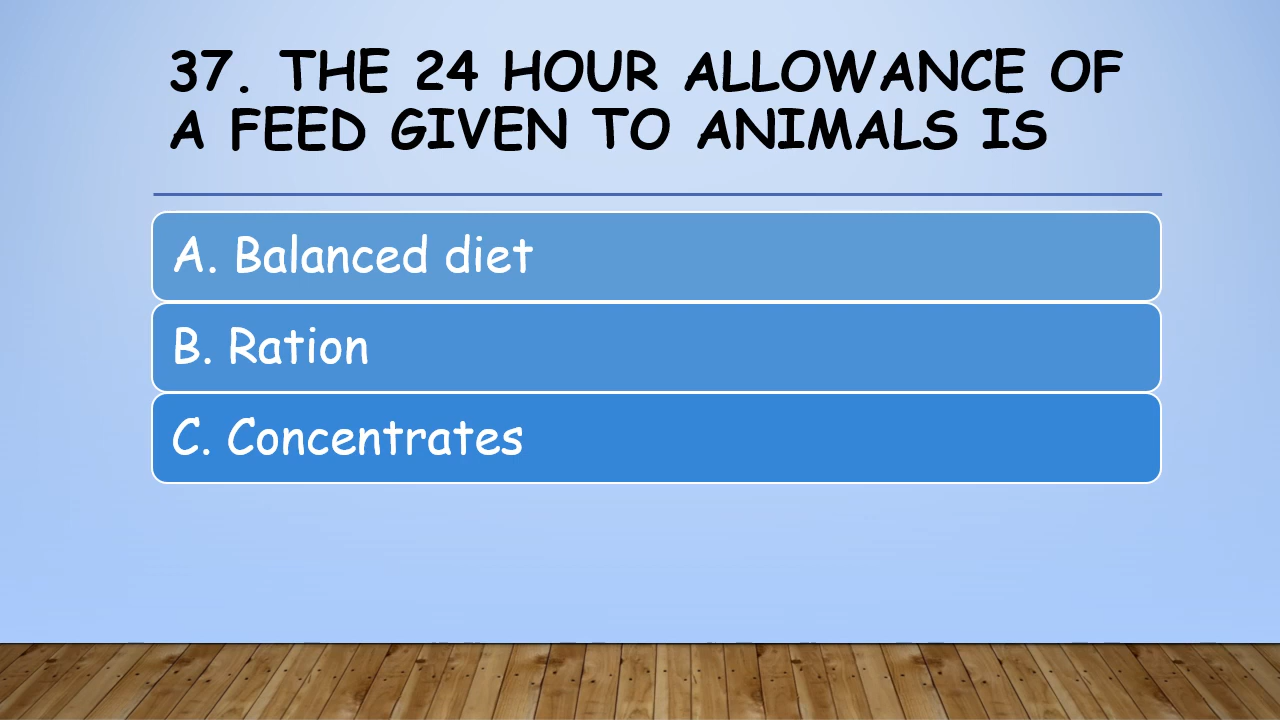 37. THE 24 HOUR ALLOWANCE OF
A FEED GIVEN TO ANIMALS IS
A. Balanced diet
B. Ration
C. Concentrates